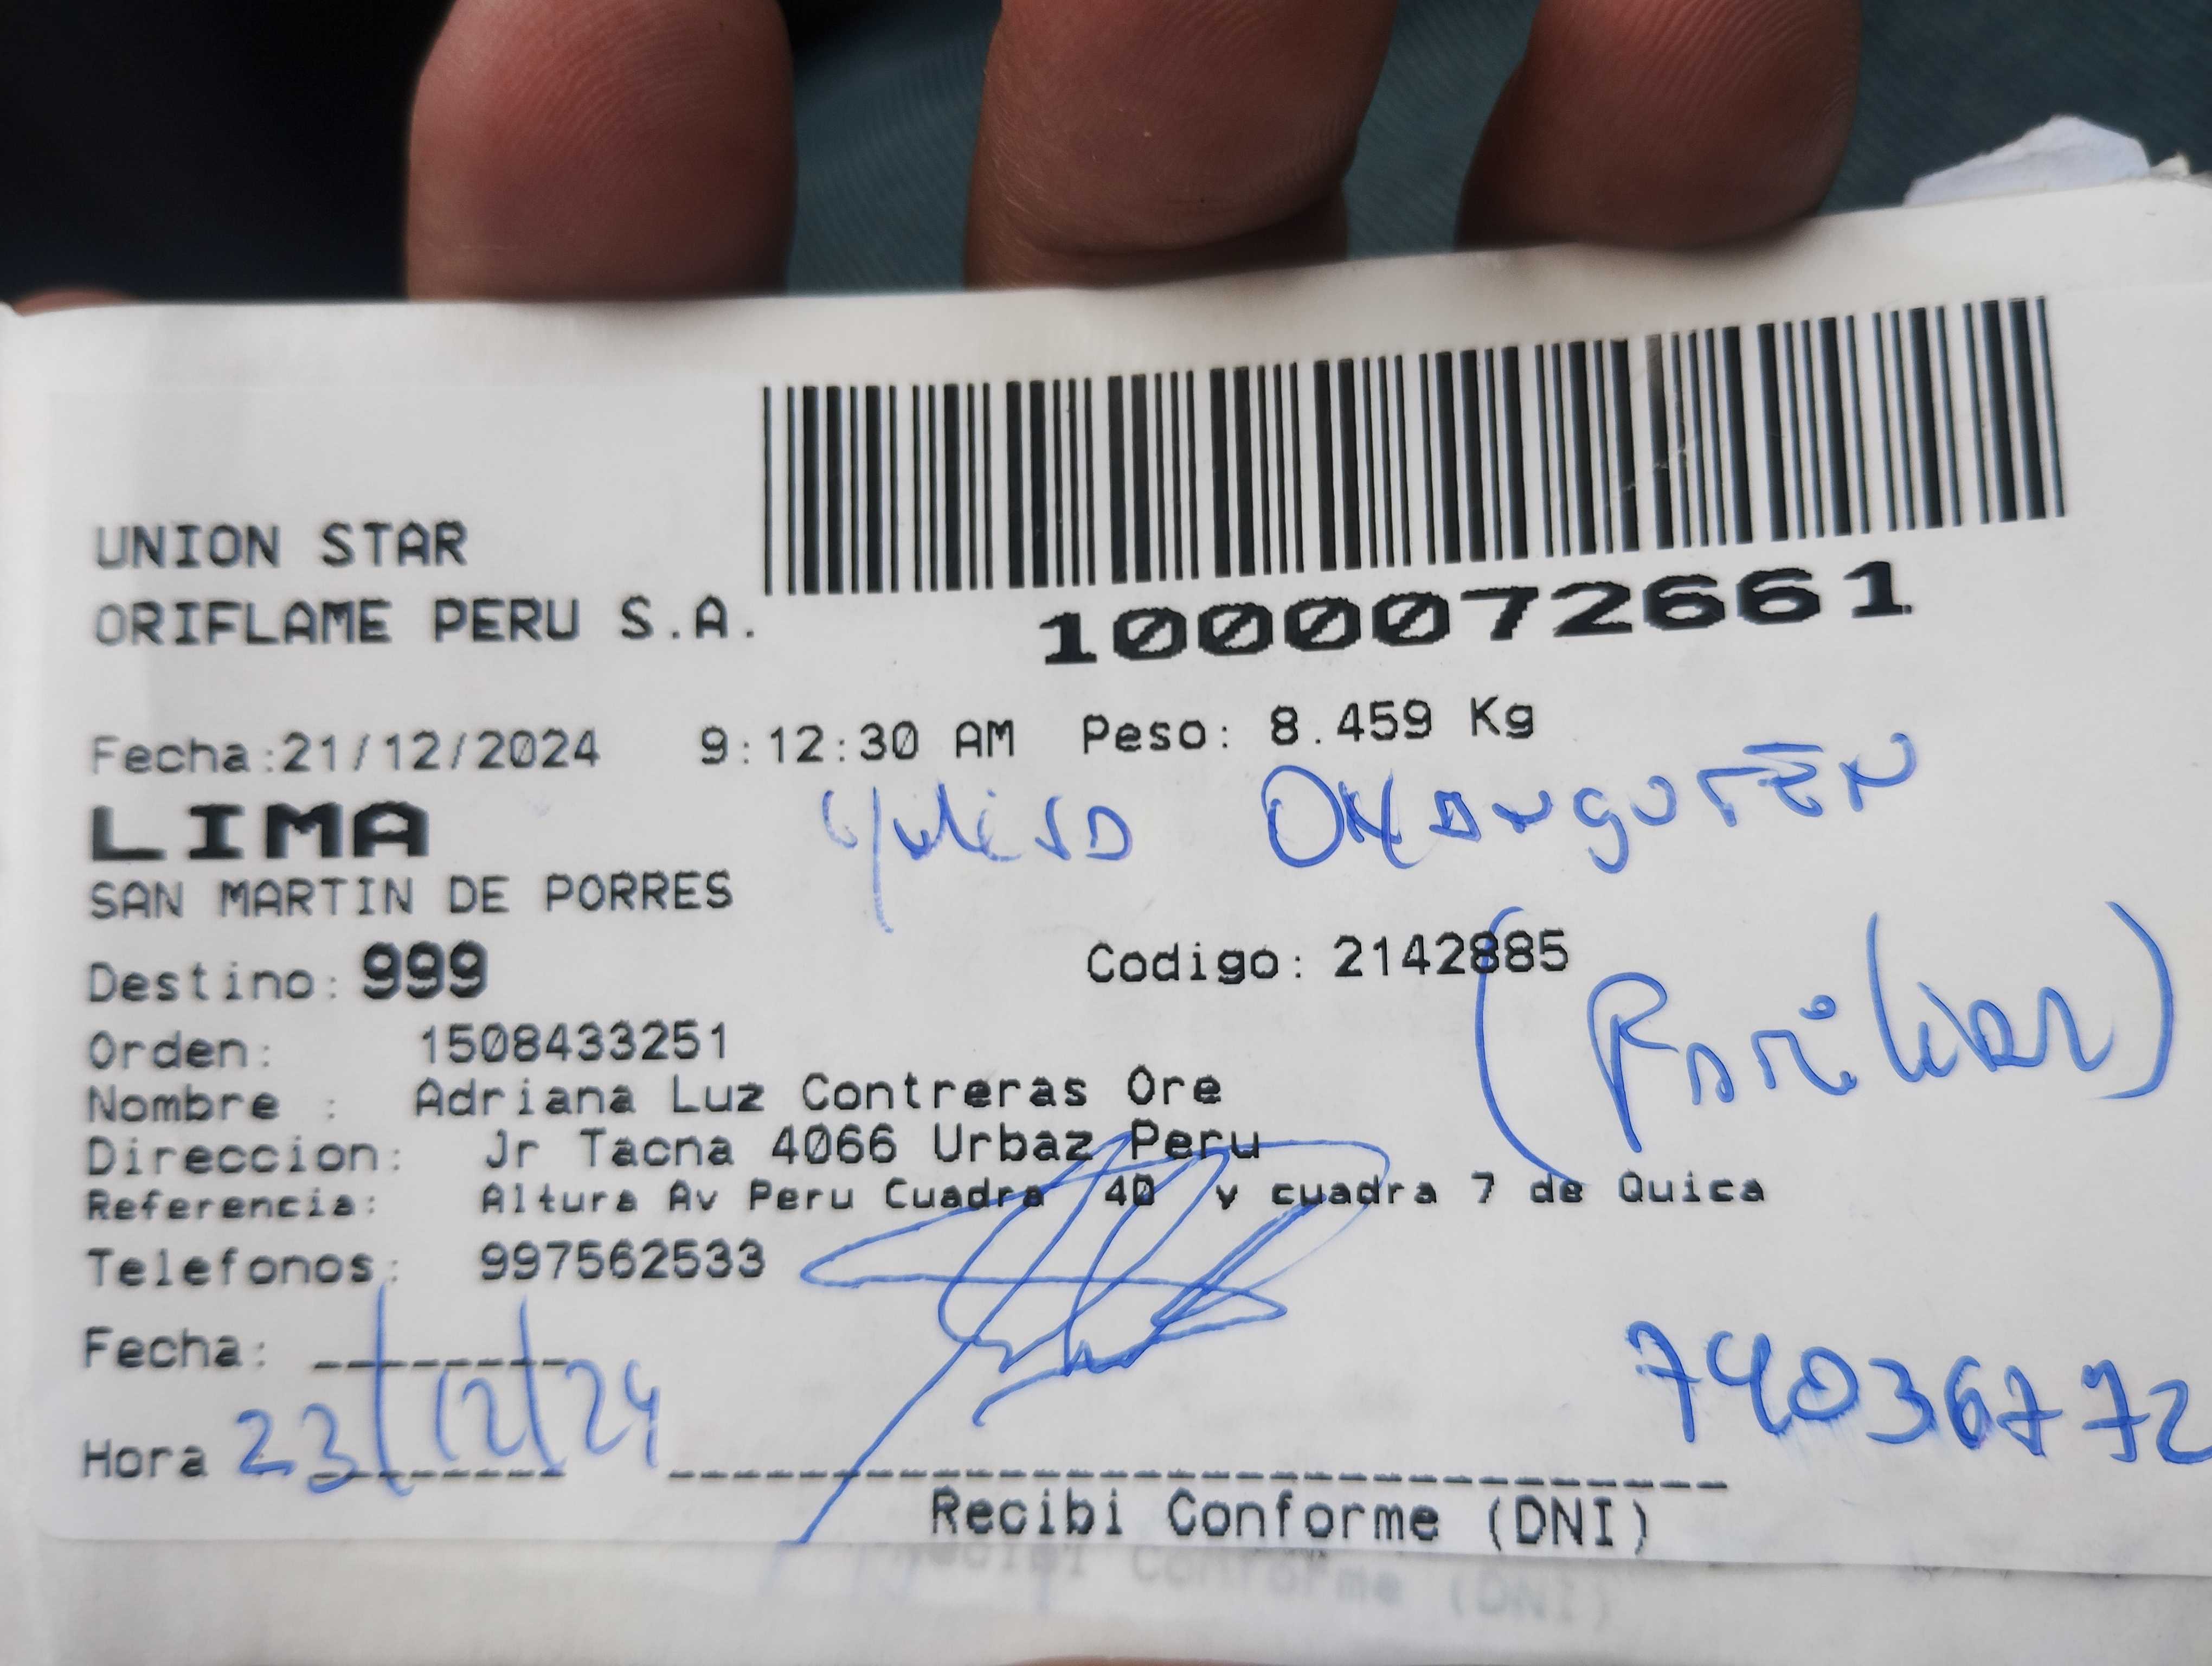 UNION STAR
ORIFLAME PERU S.A.
1000072661
Fecha:21/12/2024 9:12:30 AM Peso: 8.459 Kg
LIMA
SAN MARTIN DE PORRES
Destino: 999 Codigo: 2142885
(Familiar)
Orden: 1508433251
Nombre : Adriana Luz Contreras Ore
Direccion: Jr Tacna 4066 Urbaz Peru
Referencia: Altura Av Peru Cuadra 40 y cuadra 7 de Quica
Telefonos: 997562533
Fecha: 23/12/24
74036772
Hora
Recibi Conforme (DNI)